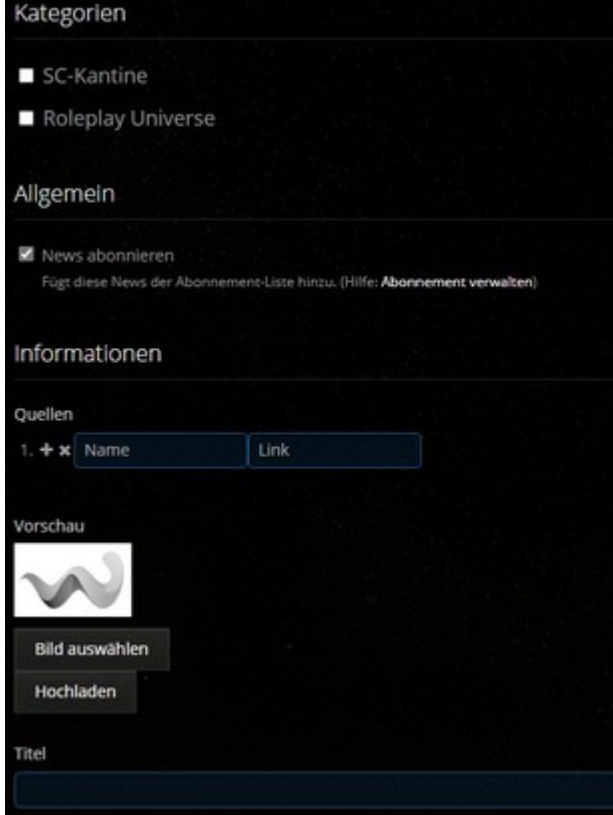 Kategorien
SC-Kantine
Roleplay Universe
Allgemein
News abonnieren
Fügt diese News der Abonnement-Liste hinzu. (Hilfe: Abonnement verwalten)
Informationen
Quellen
1. Name Link
Vorschau
Bild auswählen
Hochladen
Titel